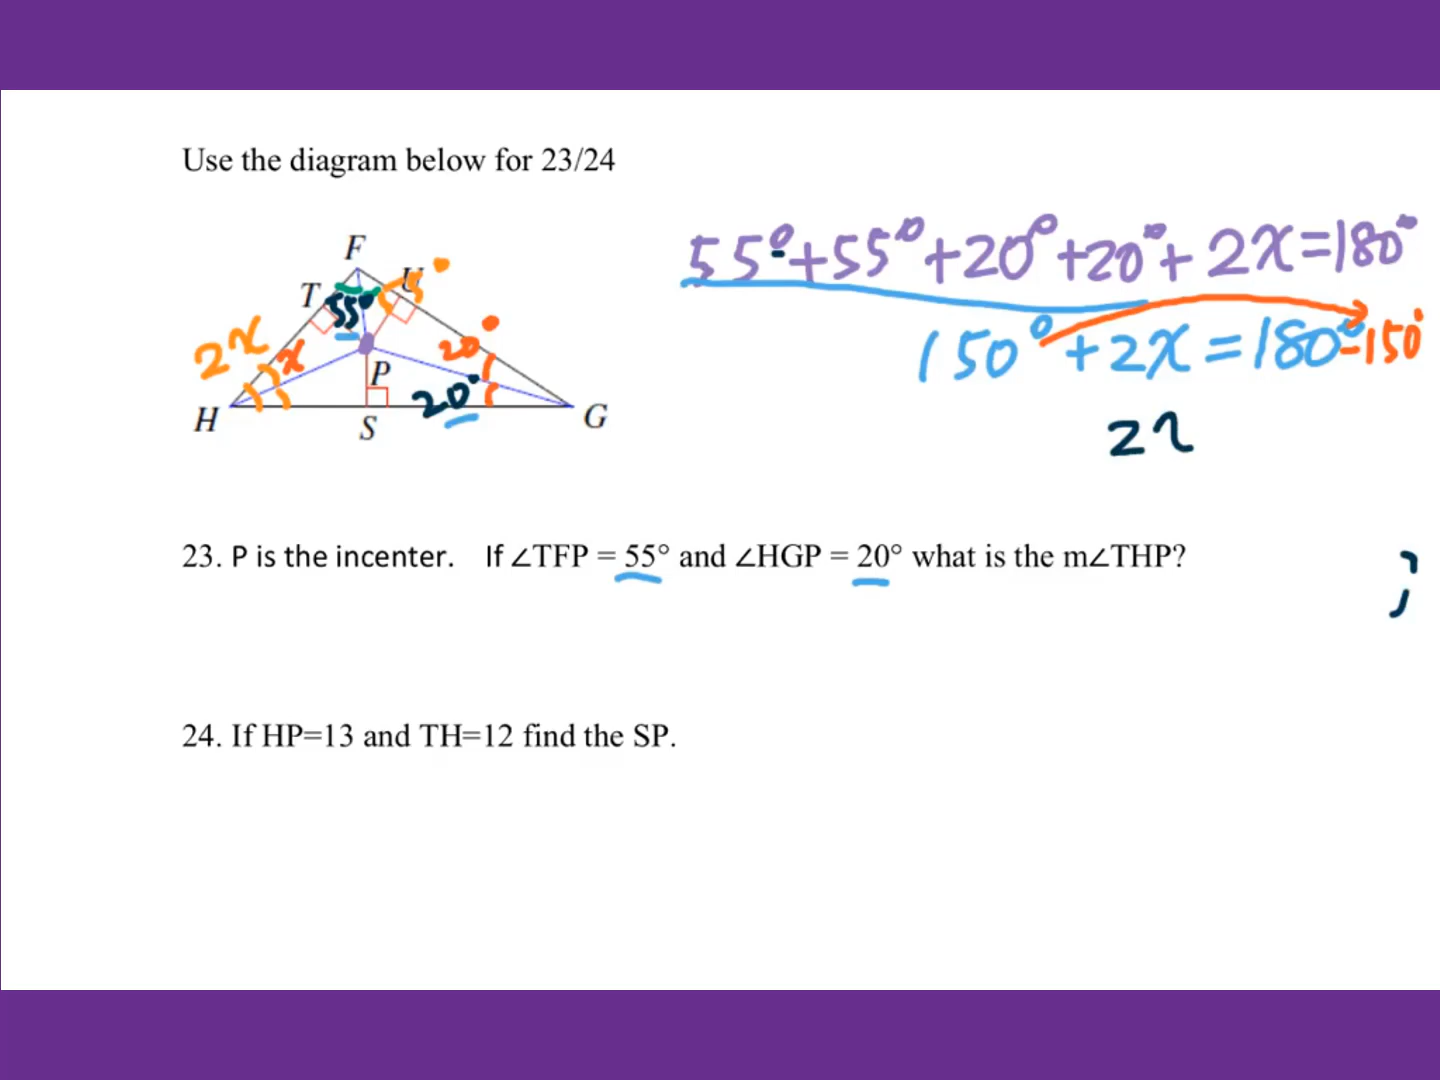 Use the diagram below for 23/24
55°+55°+20°+20°+2x=180°
F
T
U
55°
150°+2x=180°-150°
2x
x
20°
P
20°
2x
H
S
G
23. P is the incenter. If ∠TFP = 55° and ∠HGP = 20° what is the m∠THP?
24. If HP=13 and TH=12 find the SP.